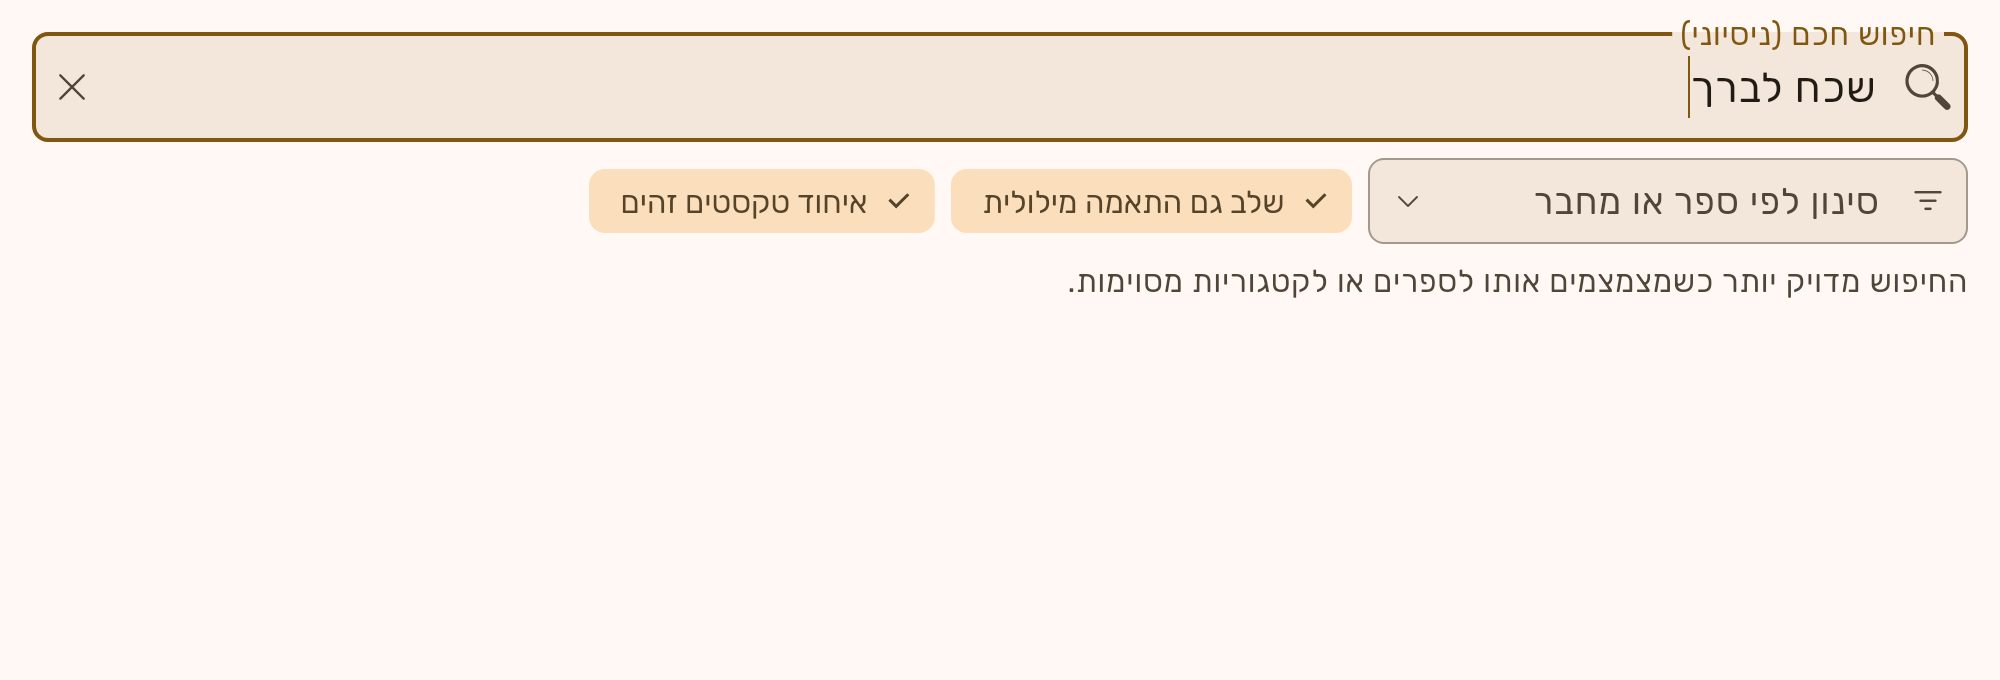 חיפוש חכם (ניסיוני)
שכח לברך
סינון לפי ספר או מחבר
שלב גם התאמה מילולית
איחוד טקסטים זהים
החיפוש מדויק יותר כשמצמצמים אותו לספרים או לקטגוריות מסוימות.